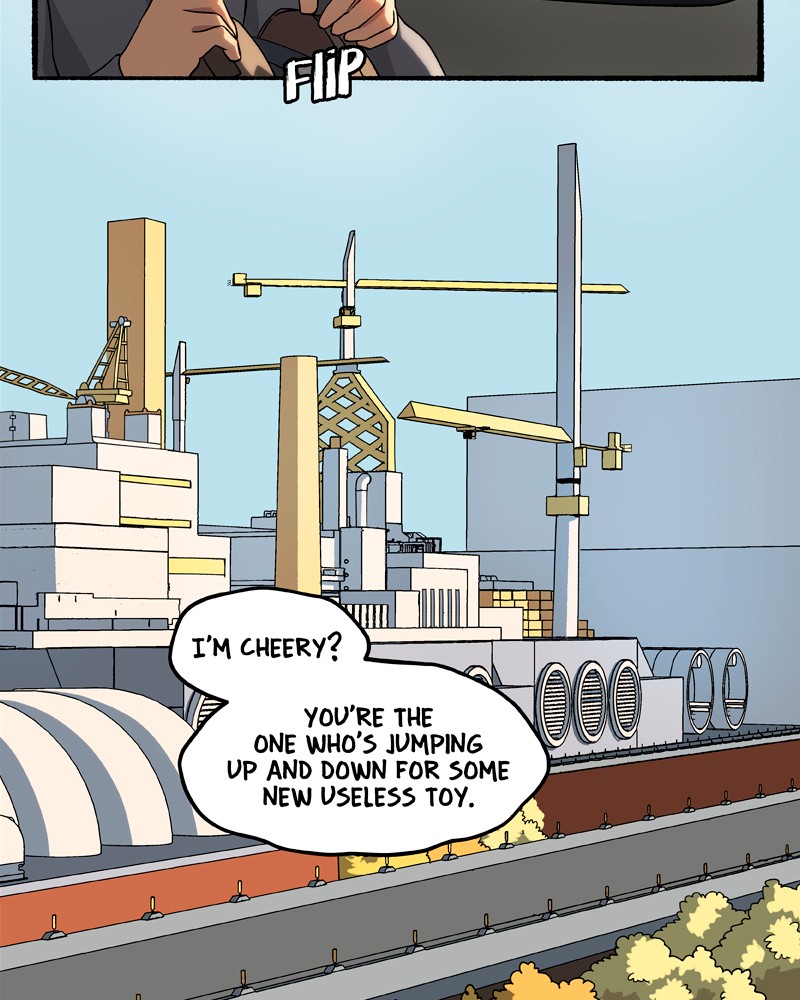 FLIP
I'M CHEERY?
YOU'RE THE
ONE WHO'S JUMPING
UP AND DOWN FOR SOME
NEW USELESS TOY.